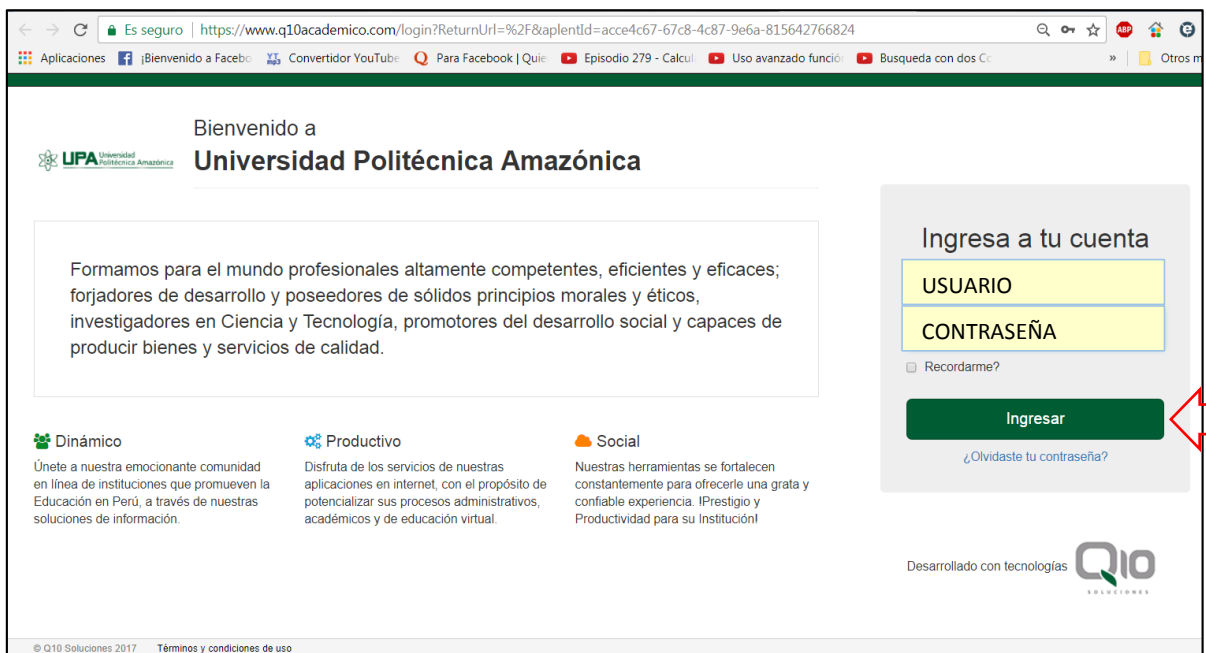 Es seguro | https://www.q10academico.com/login?ReturnUrl=%2F&aplentId=acce4c67-67c8-4c87-9e6a-815642766824
Aplicaciones ¡Bienvenido a Facebo Convertidor YouTube Para Facebook | Quie Episodio 279 - Calcul Uso avanzado funció Busqueda con dos Co » Otros m
Bienvenido a
UPA Universidad Politécnica Amazónica
Universidad Politécnica Amazónica
Formamos para el mundo profesionales altamente competentes, eficientes y eficaces;
forjadores de desarrollo y poseedores de sólidos principios morales y éticos,
investigadores en Ciencia y Tecnología, promotores del desarrollo social y capaces de
producir bienes y servicios de calidad.
Dinámico
Únete a nuestra emocionante comunidad
en línea de instituciones que promueven la
Educación en Perú, a través de nuestras
soluciones de información.
Productivo
Disfruta de los servicios de nuestras
aplicaciones en internet, con el propósito de
potencializar sus procesos administrativos,
académicos y de educación virtual.
Social
Nuestras herramientas se fortalecen
constantemente para ofrecerle una grata y
confiable experiencia. !Prestigio y
Productividad para su Institución!
Ingresa a tu cuenta
USUARIO
CONTRASEÑA
Recordarme?
Ingresar
¿Olvidaste tu contraseña?
Desarrollado con tecnologías Q10
SOLUCIONES
© Q10 Soluciones 2017 Términos y condiciones de uso